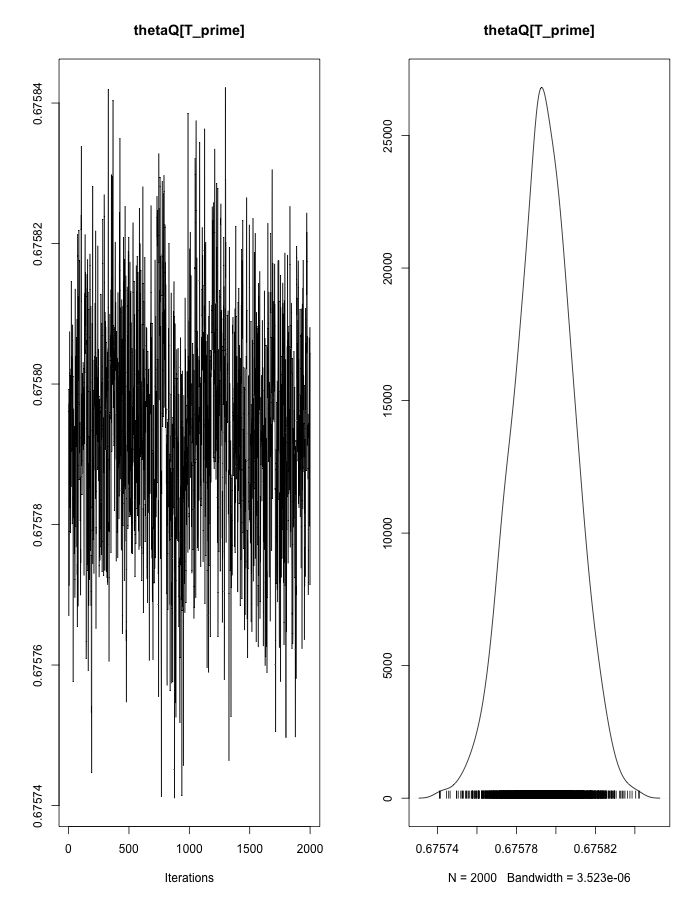 thetaQ[T_prime]
0.67584
0.67582
0.67580
0.67578
0.67576
0.67574
0 500 1000 1500 2000
Iterations
thetaQ[T_prime]
25000
20000
15000
10000
5000
0
0.67574 0.67578 0.67582
N = 2000 Bandwidth = 3.523e-06